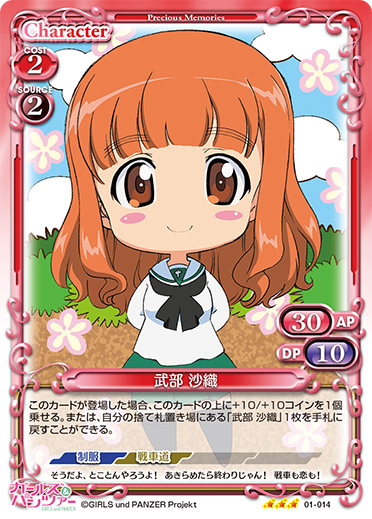 Precious Memories
Character
COST
2
SOURCE
2
30 AP
DP 10
武部 沙織
このカードが登場した場合、このカードの上に+10/+10コインを1個
乗せる。または、自分の捨て札置き場にある「武部 沙織」1枚を手札に
戻すことができる。
制服
戦車道
そうだよ、とことんやろうよ! あきらめたら終わりじゃん! 戦車も恋も!
ガールズ&パンツァー
GIRLS und PANZER
©GIRLS und PANZER Projekt
01-014